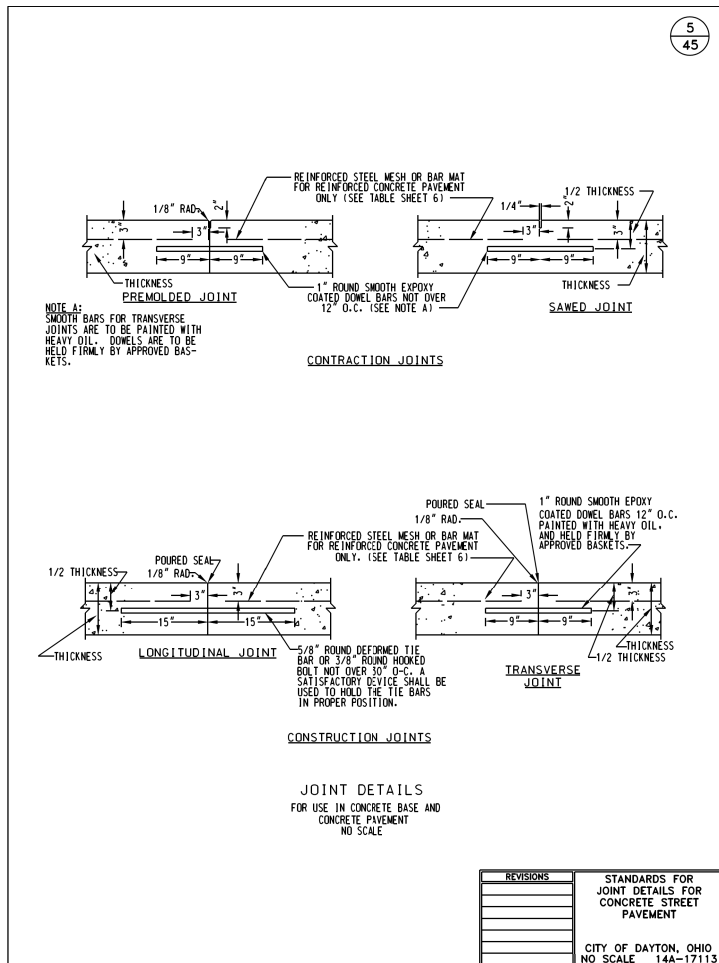 5
45
REINFORCED STEEL MESH OR BAR MAT
FOR REINFORCED CONCRETE PAVEMENT
ONLY (SEE TABLE SHEET 6)
1/8" RAD.
2"
3"
3"
9"
9"
THICKNESS
PREMOLDED JOINT
1/4"
2"
1/2 THICKNESS
3"
3"
9"
9"
THICKNESS
SAWED JOINT
1" ROUND SMOOTH EXPOXY
COATED DOWEL BARS NOT OVER
12" O.C. (SEE NOTE A)
NOTE A:
SMOOTH BARS FOR TRANSVERSE
JOINTS ARE TO BE PAINTED WITH
HEAVY OIL. DOWELS ARE TO BE
HELD FIRMLY BY APPROVED BAS-
KETS.
CONTRACTION JOINTS
POURED SEAL
1/8" RAD.
1" ROUND SMOOTH EPOXY
COATED DOWEL BARS 12" O.C.
PAINTED WITH HEAVY OIL,
AND HELD FIRMLY BY
APPROVED BASKETS.
REINFORCED STEEL MESH OR BAR MAT
FOR REINFORCED CONCRETE PAVEMENT
ONLY. (SEE TABLE SHEET 6)
POURED SEAL
1/8" RAD.
1/2 THICKNESS
3"
3"
15"
15"
THICKNESS
LONGITUDINAL JOINT
3"
3"
9"
9"
THICKNESS
1/2 THICKNESS
TRANSVERSE
JOINT
5/8" ROUND DEFORMED TIE
BAR OR 3/8" ROUND HOOKED
BOLT NOT OVER 30" O-C. A
SATISFACTORY DEVICE SHALL BE
USED TO HOLD THE TIE BARS
IN PROPER POSITION.
CONSTRUCTION JOINTS
JOINT DETAILS
FOR USE IN CONCRETE BASE AND
CONCRETE PAVEMENT
NO SCALE
REVISIONS
STANDARDS FOR
JOINT DETAILS FOR
CONCRETE STREET
PAVEMENT
CITY OF DAYTON, OHIO
NO SCALE 14A-17113